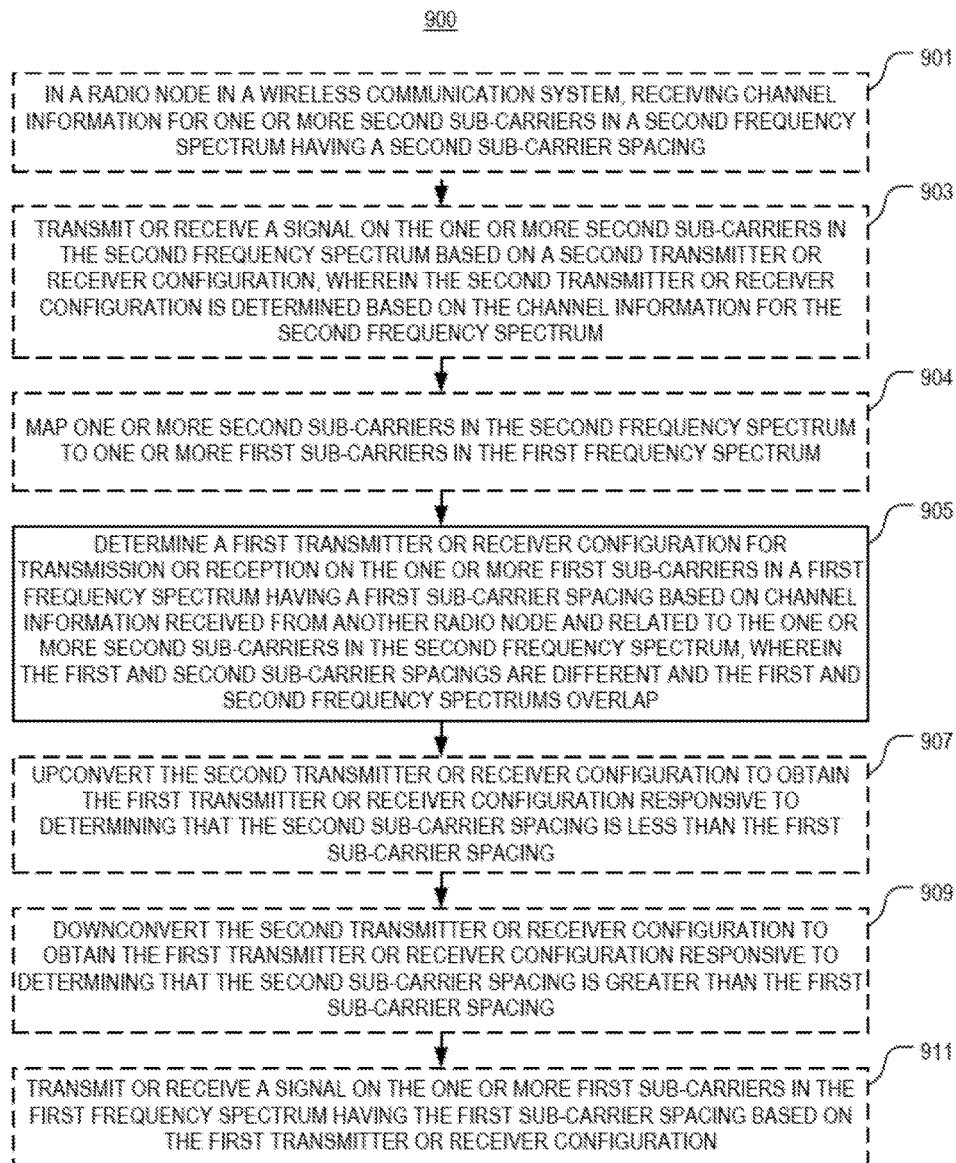 900
901
IN A RADIO NODE IN A WIRELESS COMMUNICATION SYSTEM, RECEIVING CHANNEL
INFORMATION FOR ONE OR MORE SECOND SUB-CARRIERS IN A SECOND FREQUENCY
SPECTRUM HAVING A SECOND SUB-CARRIER SPACING
903
TRANSMIT OR RECEIVE A SIGNAL ON THE ONE OR MORE SECOND SUB-CARRIERS IN
THE SECOND FREQUENCY SPECTRUM BASED ON A SECOND TRANSMITTER OR
RECEIVER CONFIGURATION, WHEREIN THE SECOND TRANSMITTER OR RECEIVER
CONFIGURATION IS DETERMINED BASED ON THE CHANNEL INFORMATION FOR THE
SECOND FREQUENCY SPECTRUM
904
MAP ONE OR MORE SECOND SUB-CARRIERS IN THE SECOND FREQUENCY SPECTRUM
TO ONE OR MORE FIRST SUB-CARRIERS IN THE FIRST FREQUENCY SPECTRUM
905
DETERMINE A FIRST TRANSMITTER OR RECEIVER CONFIGURATION FOR
TRANSMISSION OR RECEPTION ON THE ONE OR MORE FIRST SUB-CARRIERS IN A FIRST
FREQUENCY SPECTRUM HAVING A FIRST SUB-CARRIER SPACING BASED ON CHANNEL
INFORMATION RECEIVED FROM ANOTHER RADIO NODE AND RELATED TO THE ONE OR
MORE SECOND SUB-CARRIERS IN THE SECOND FREQUENCY SPECTRUM, WHEREIN
THE FIRST AND SECOND SUB-CARRIER SPACINGS ARE DIFFERENT AND THE FIRST AND
SECOND FREQUENCY SPECTRUMS OVERLAP
907
UPCONVERT THE SECOND TRANSMITTER OR RECEIVER CONFIGURATION TO OBTAIN
THE FIRST TRANSMITTER OR RECEIVER CONFIGURATION RESPONSIVE TO
DETERMINING THAT THE SECOND SUB-CARRIER SPACING IS LESS THAN THE FIRST
SUB-CARRIER SPACING
909
DOWNCONVERT THE SECOND TRANSMITTER OR RECEIVER CONFIGURATION TO
OBTAIN THE FIRST TRANSMITTER OR RECEIVER CONFIGURATION RESPONSIVE TO
DETERMINING THAT THE SECOND SUB-CARRIER SPACING IS GREATER THAN THE FIRST
SUB-CARRIER SPACING
911
TRANSMIT OR RECEIVE A SIGNAL ON THE ONE OR MORE FIRST SUB-CARRIERS IN THE
FIRST FREQUENCY SPECTRUM HAVING THE FIRST SUB-CARRIER SPACING BASED ON
THE FIRST TRANSMITTER OR RECEIVER CONFIGURATION